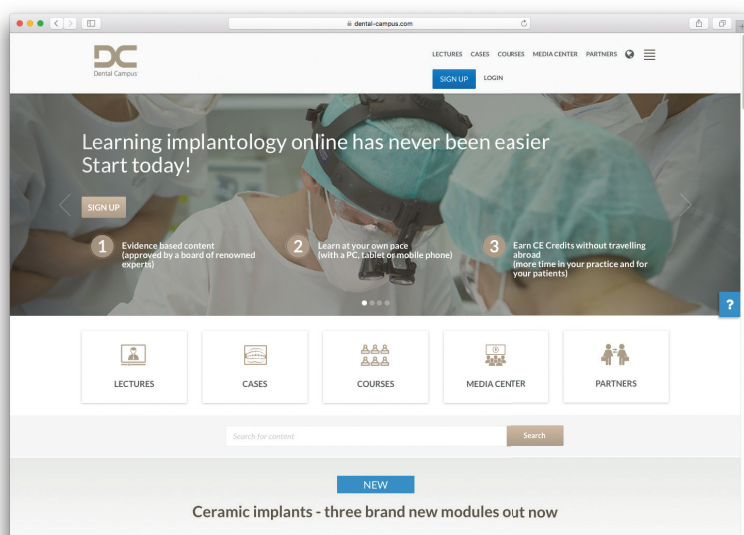 dental-campus.com
DC
Dental Campus
LECTURES CASES COURSES MEDIA CENTER PARTNERS
SIGN UP LOGIN
Learning implantology online has never been easier
Start today!
SIGN UP
1 Evidence based content
(approved by a board of renowned
experts)
2 Learn at your own pace
(with a PC, tablet or mobile phone)
3 Earn CE Credits without travelling
abroad
(more time in your practice and for
your patients)
?
LECTURES CASES COURSES MEDIA CENTER PARTNERS
Search for content Search
NEW
Ceramic implants - three brand new modules out now